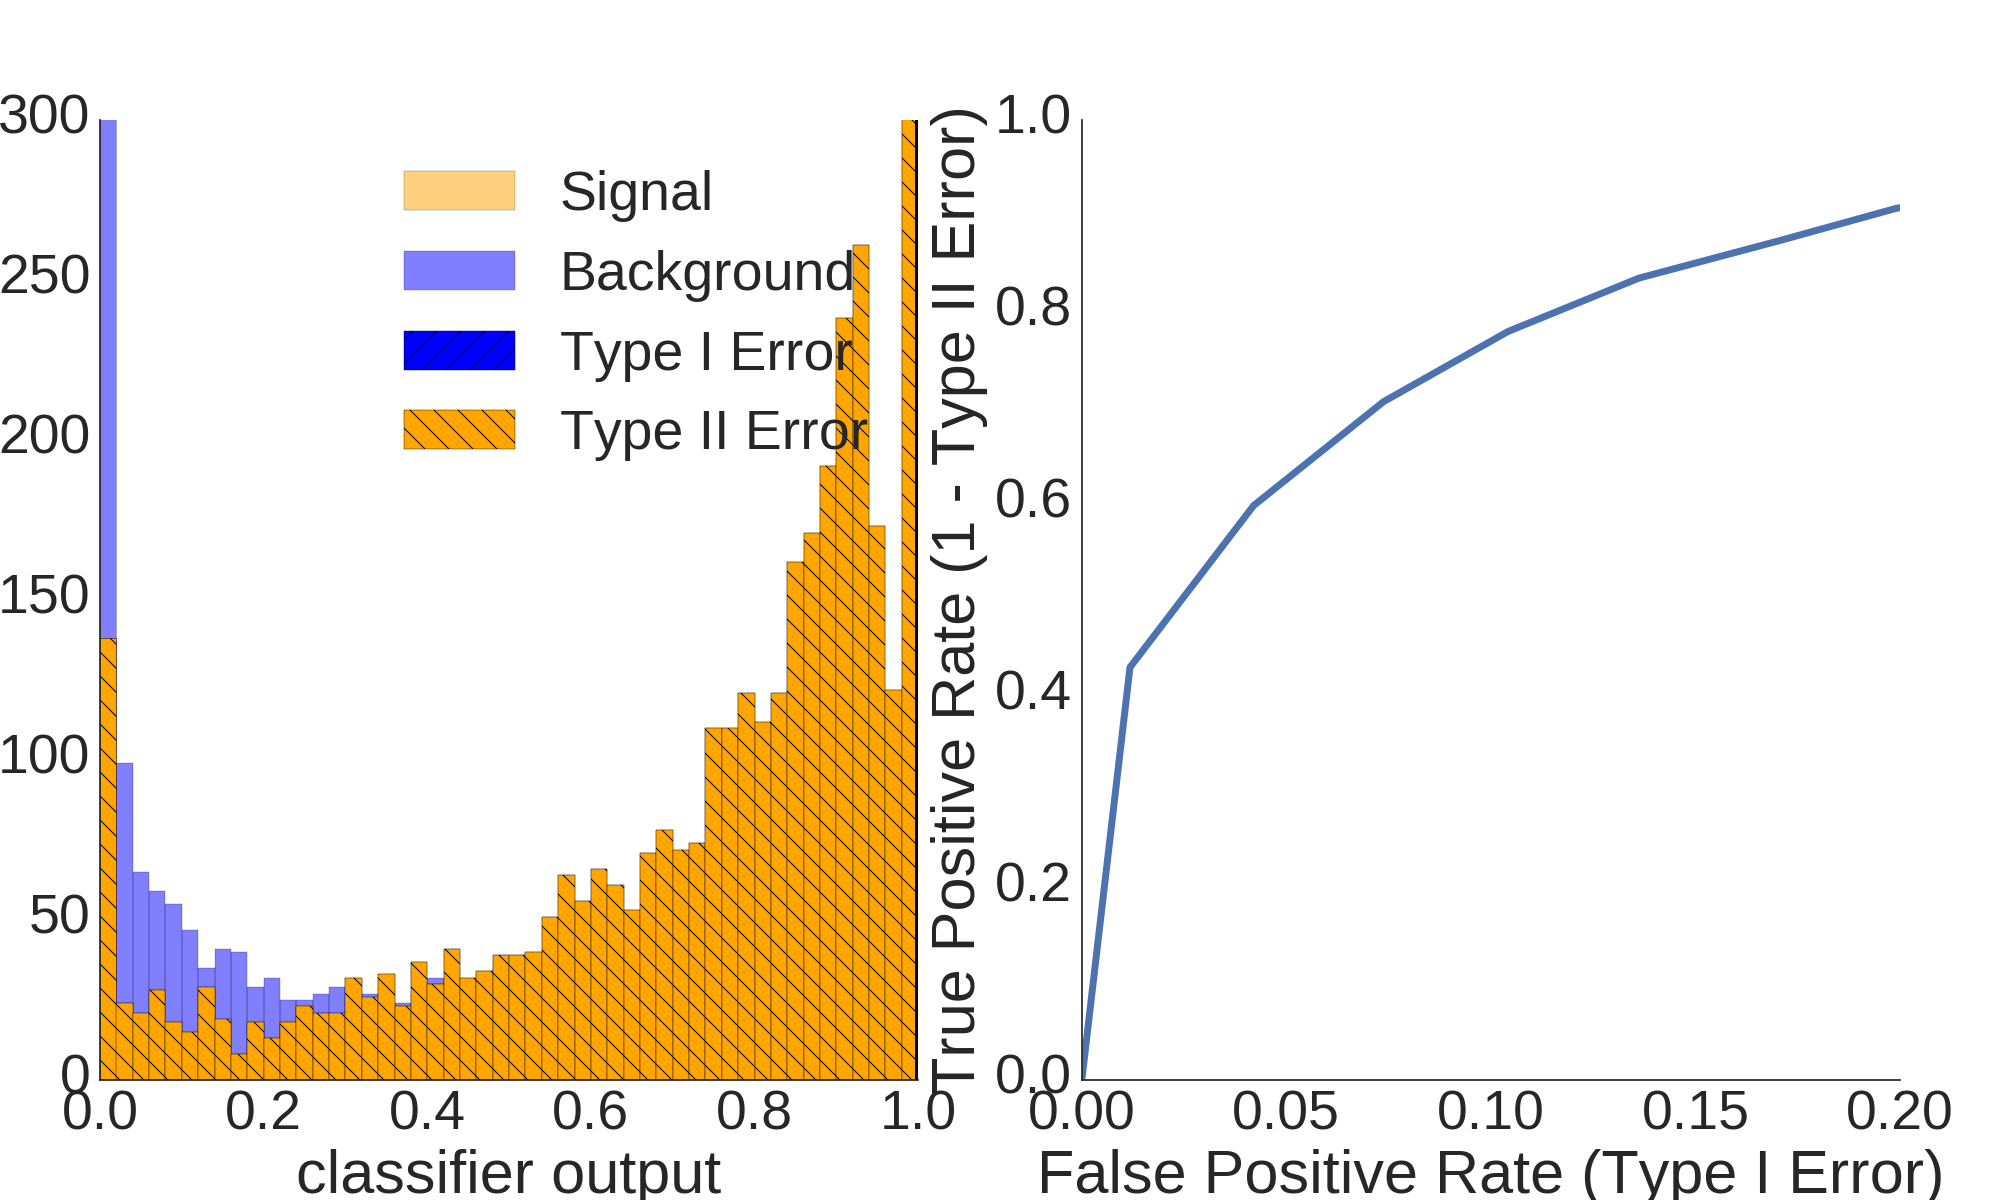 300
250
200
150
100
50
0
0.0 0.2 0.4 0.6 0.8 1.0
classifier output
Signal
Background
Type I Error
Type II Error
True Positive Rate (1 - Type II Error)
1.0
0.8
0.6
0.4
0.2
0.0
0.00 0.05 0.10 0.15 0.20
False Positive Rate (Type I Error)